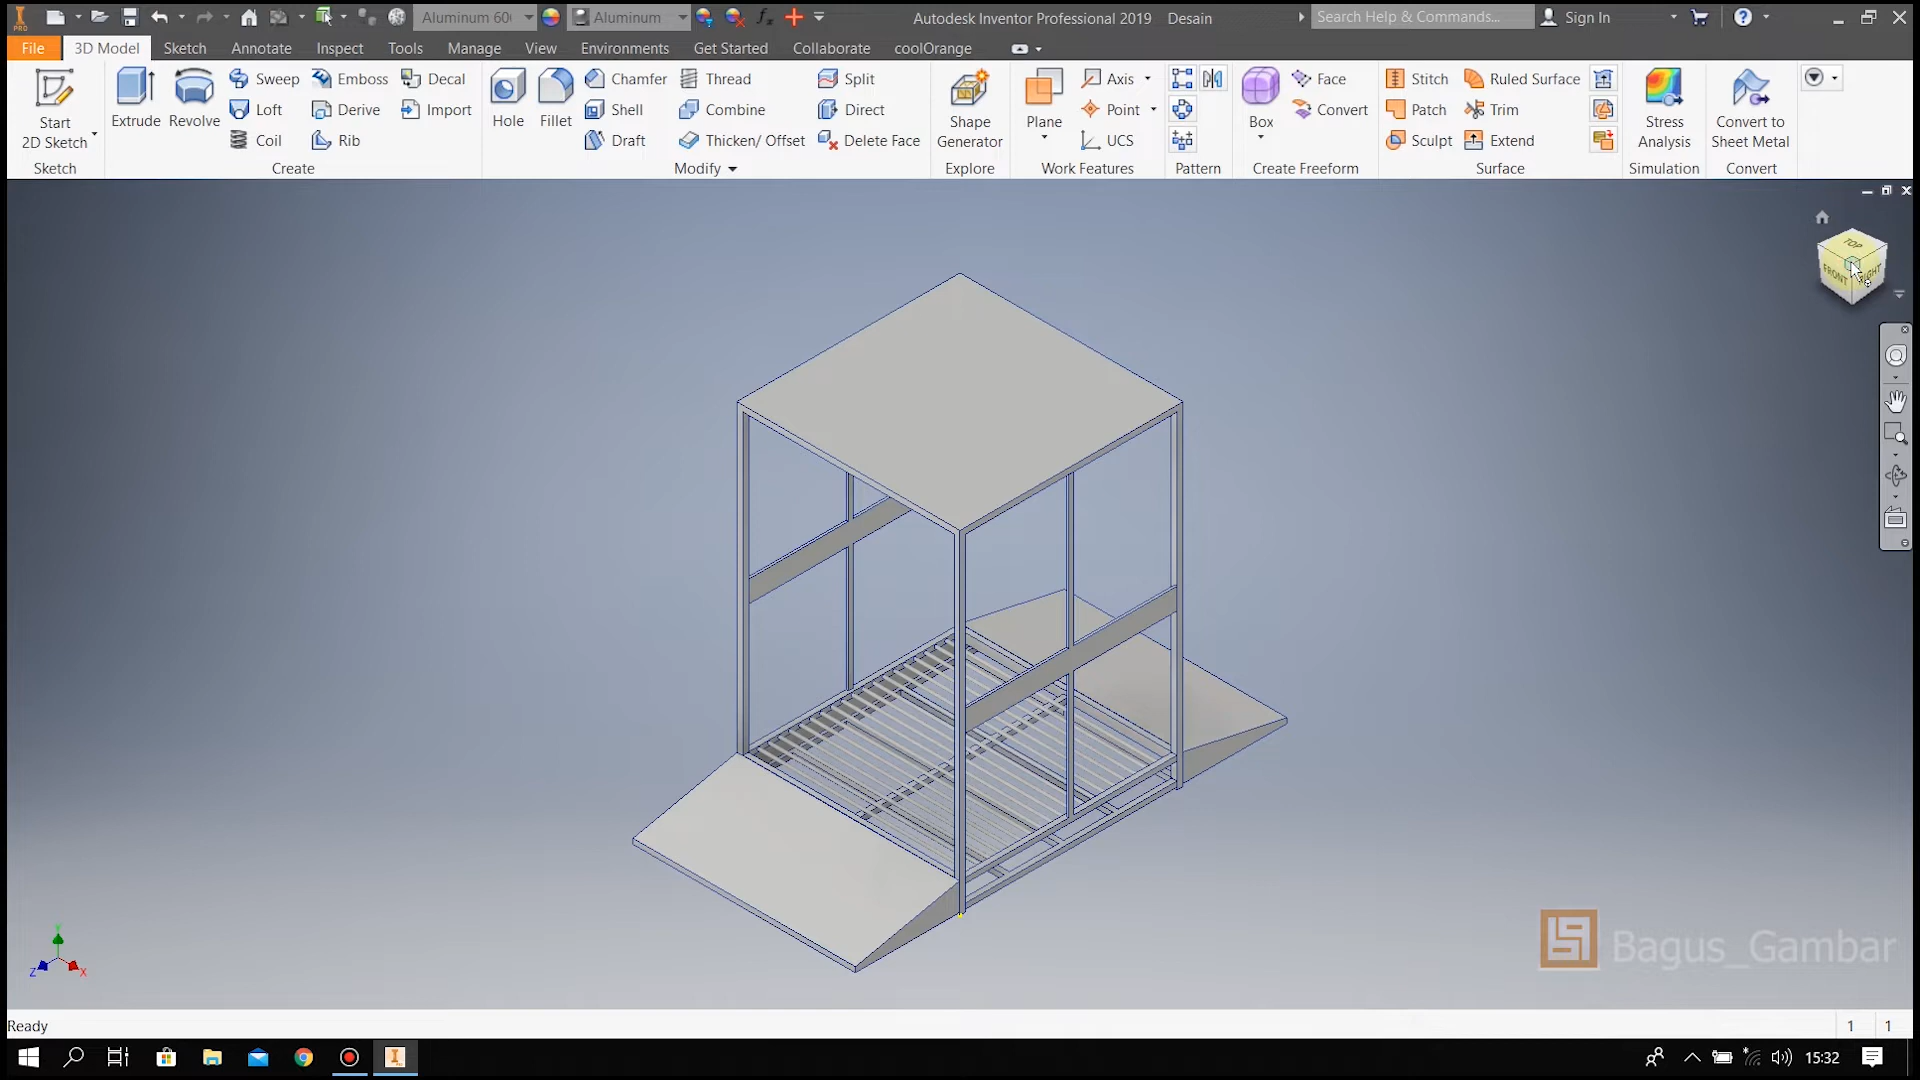 Aluminum 606
Aluminum
Autodesk Inventor Professional 2019 Desain
Search Help & Commands...
Sign In
File 3D Model Sketch Annotate Inspect Tools Manage View Environments Get Started Collaborate coolOrange
Start
2D Sketch
Extrude
Revolve
Sweep
Loft
Coil
Emboss
Derive
Rib
Decal
Import
Hole
Fillet
Chamfer
Shell
Draft
Thread
Combine
Thicken/ Offset
Split
Direct
Delete Face
Shape
Generator
Plane
Axis
Point
UCS
Box
Face
Convert
Stitch
Patch
Sculpt
Ruled Surface
Trim
Extend
Stress
Analysis
Convert to
Sheet Metal
Sketch Create Modify Explore Work Features Pattern Create Freeform Surface Simulation Convert
TOP
FRONT RIGHT
Y
Z X
Bagus_Gambar
Ready
1 1
15:32